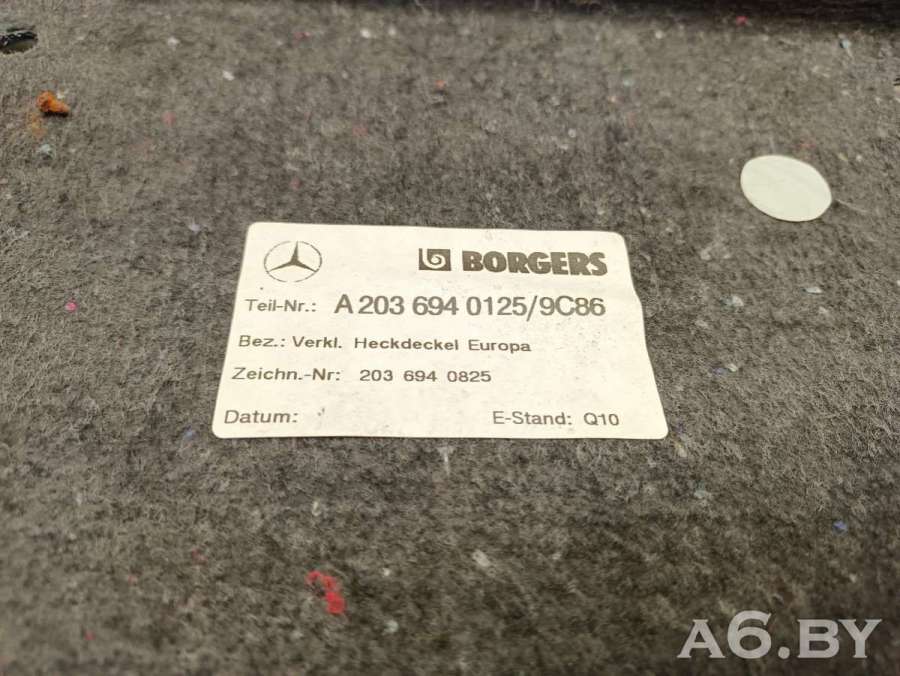 BORGERS
Teil-Nr.: A 203 694 0125/9C86
Bez.: Verkl. Heckdeckel Europa
Zeichn.-Nr: 203 694 0825
Datum: E-Stand: Q10
A6.BY